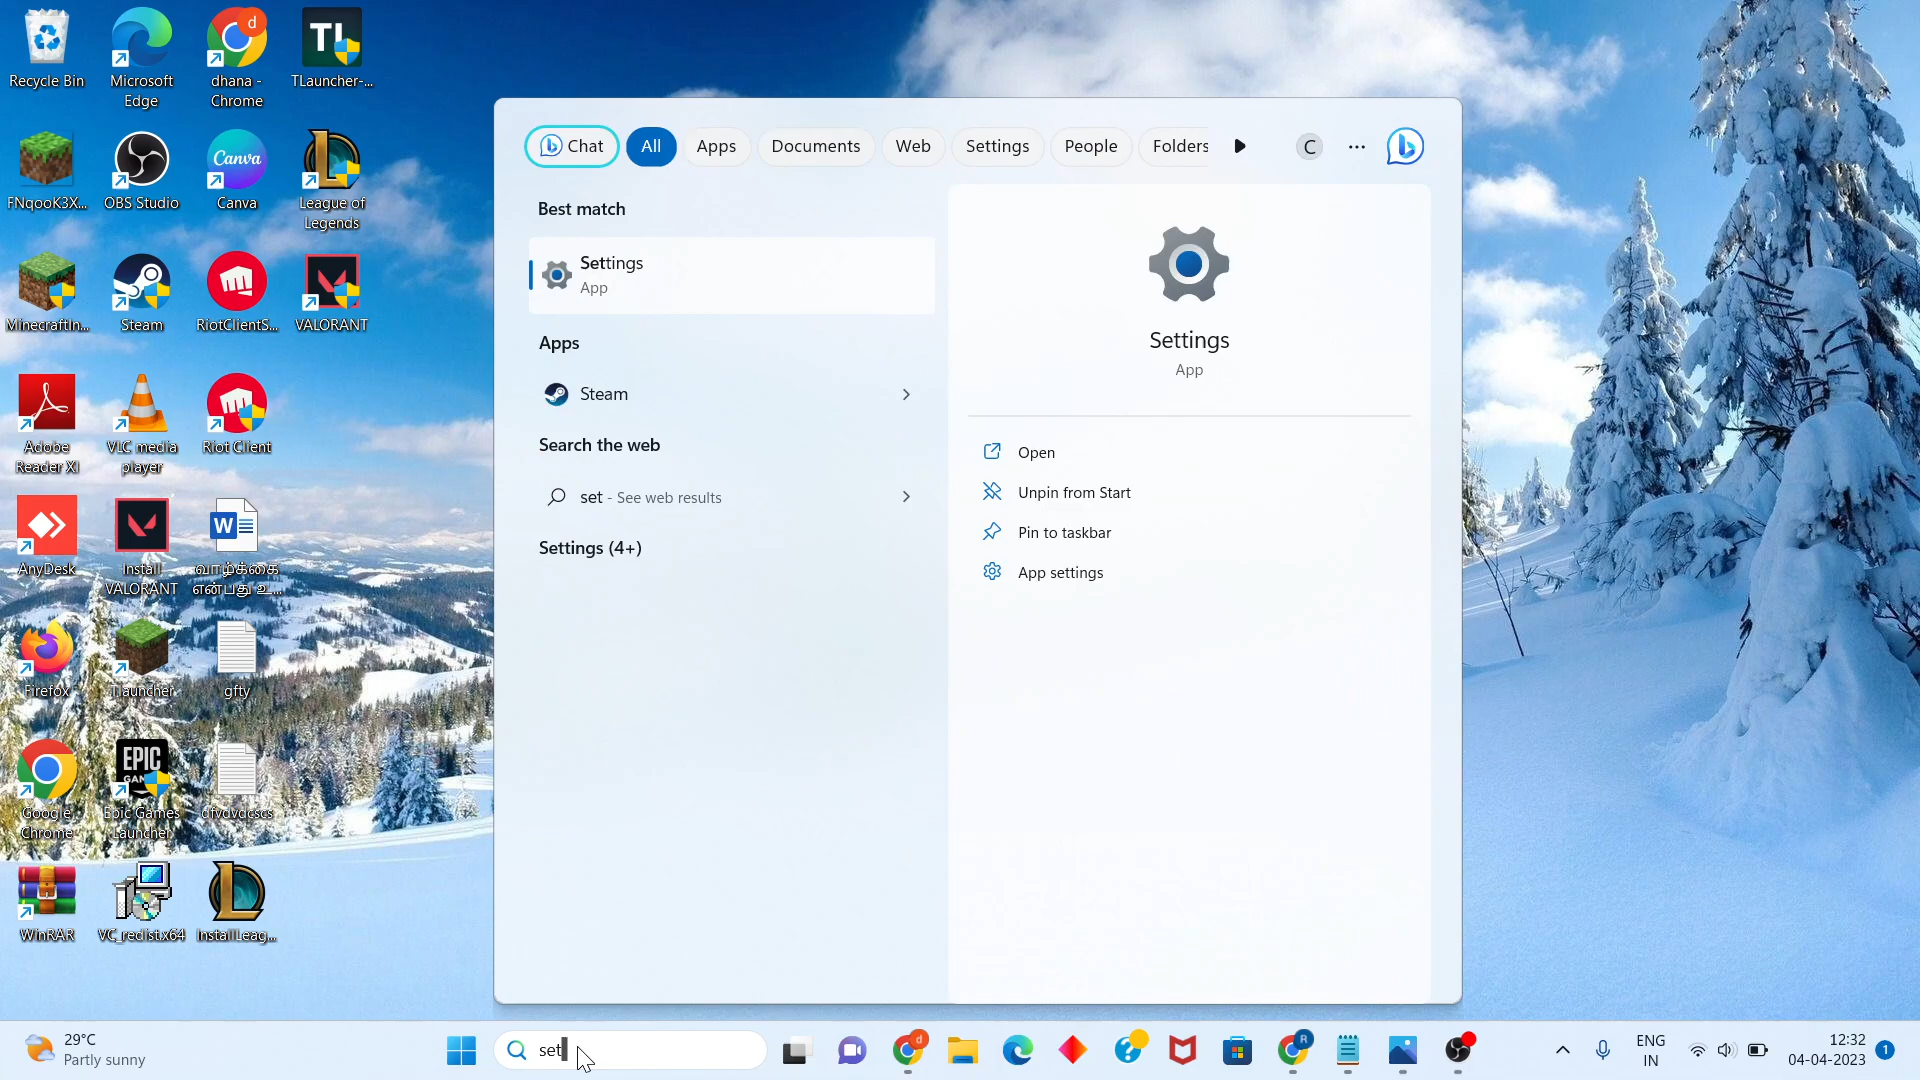 Recycle Bin
Microsoft
Edge
dhana -
Chrome
TLauncher-...
FNqooK3X...
OBS Studio
Canva
League of
Legends
MinecraftIn...
Steam
RiotClientS...
VALORANT
Adobe
Reader XI
VLC media
player
Riot Client
AnyDesk
Install
VALORANT
வாழ்க்கை
என்பது உ...
Firefox
Tlauncher
gfty
Google
Chrome
Epic Games
Launcher
dfvdvdcscs
WinRAR
VC_redist.x64
InstallLeag...
Chat
All
Apps
Documents
Web
Settings
People
Folders
C
Best match
Settings
App
Apps
Steam
Search the web
set - See web results
Settings (4+)
Settings
App
Open
Unpin from Start
Pin to taskbar
App settings
29°C
Partly sunny
set
ENG
IN
12:32
04-04-2023
1